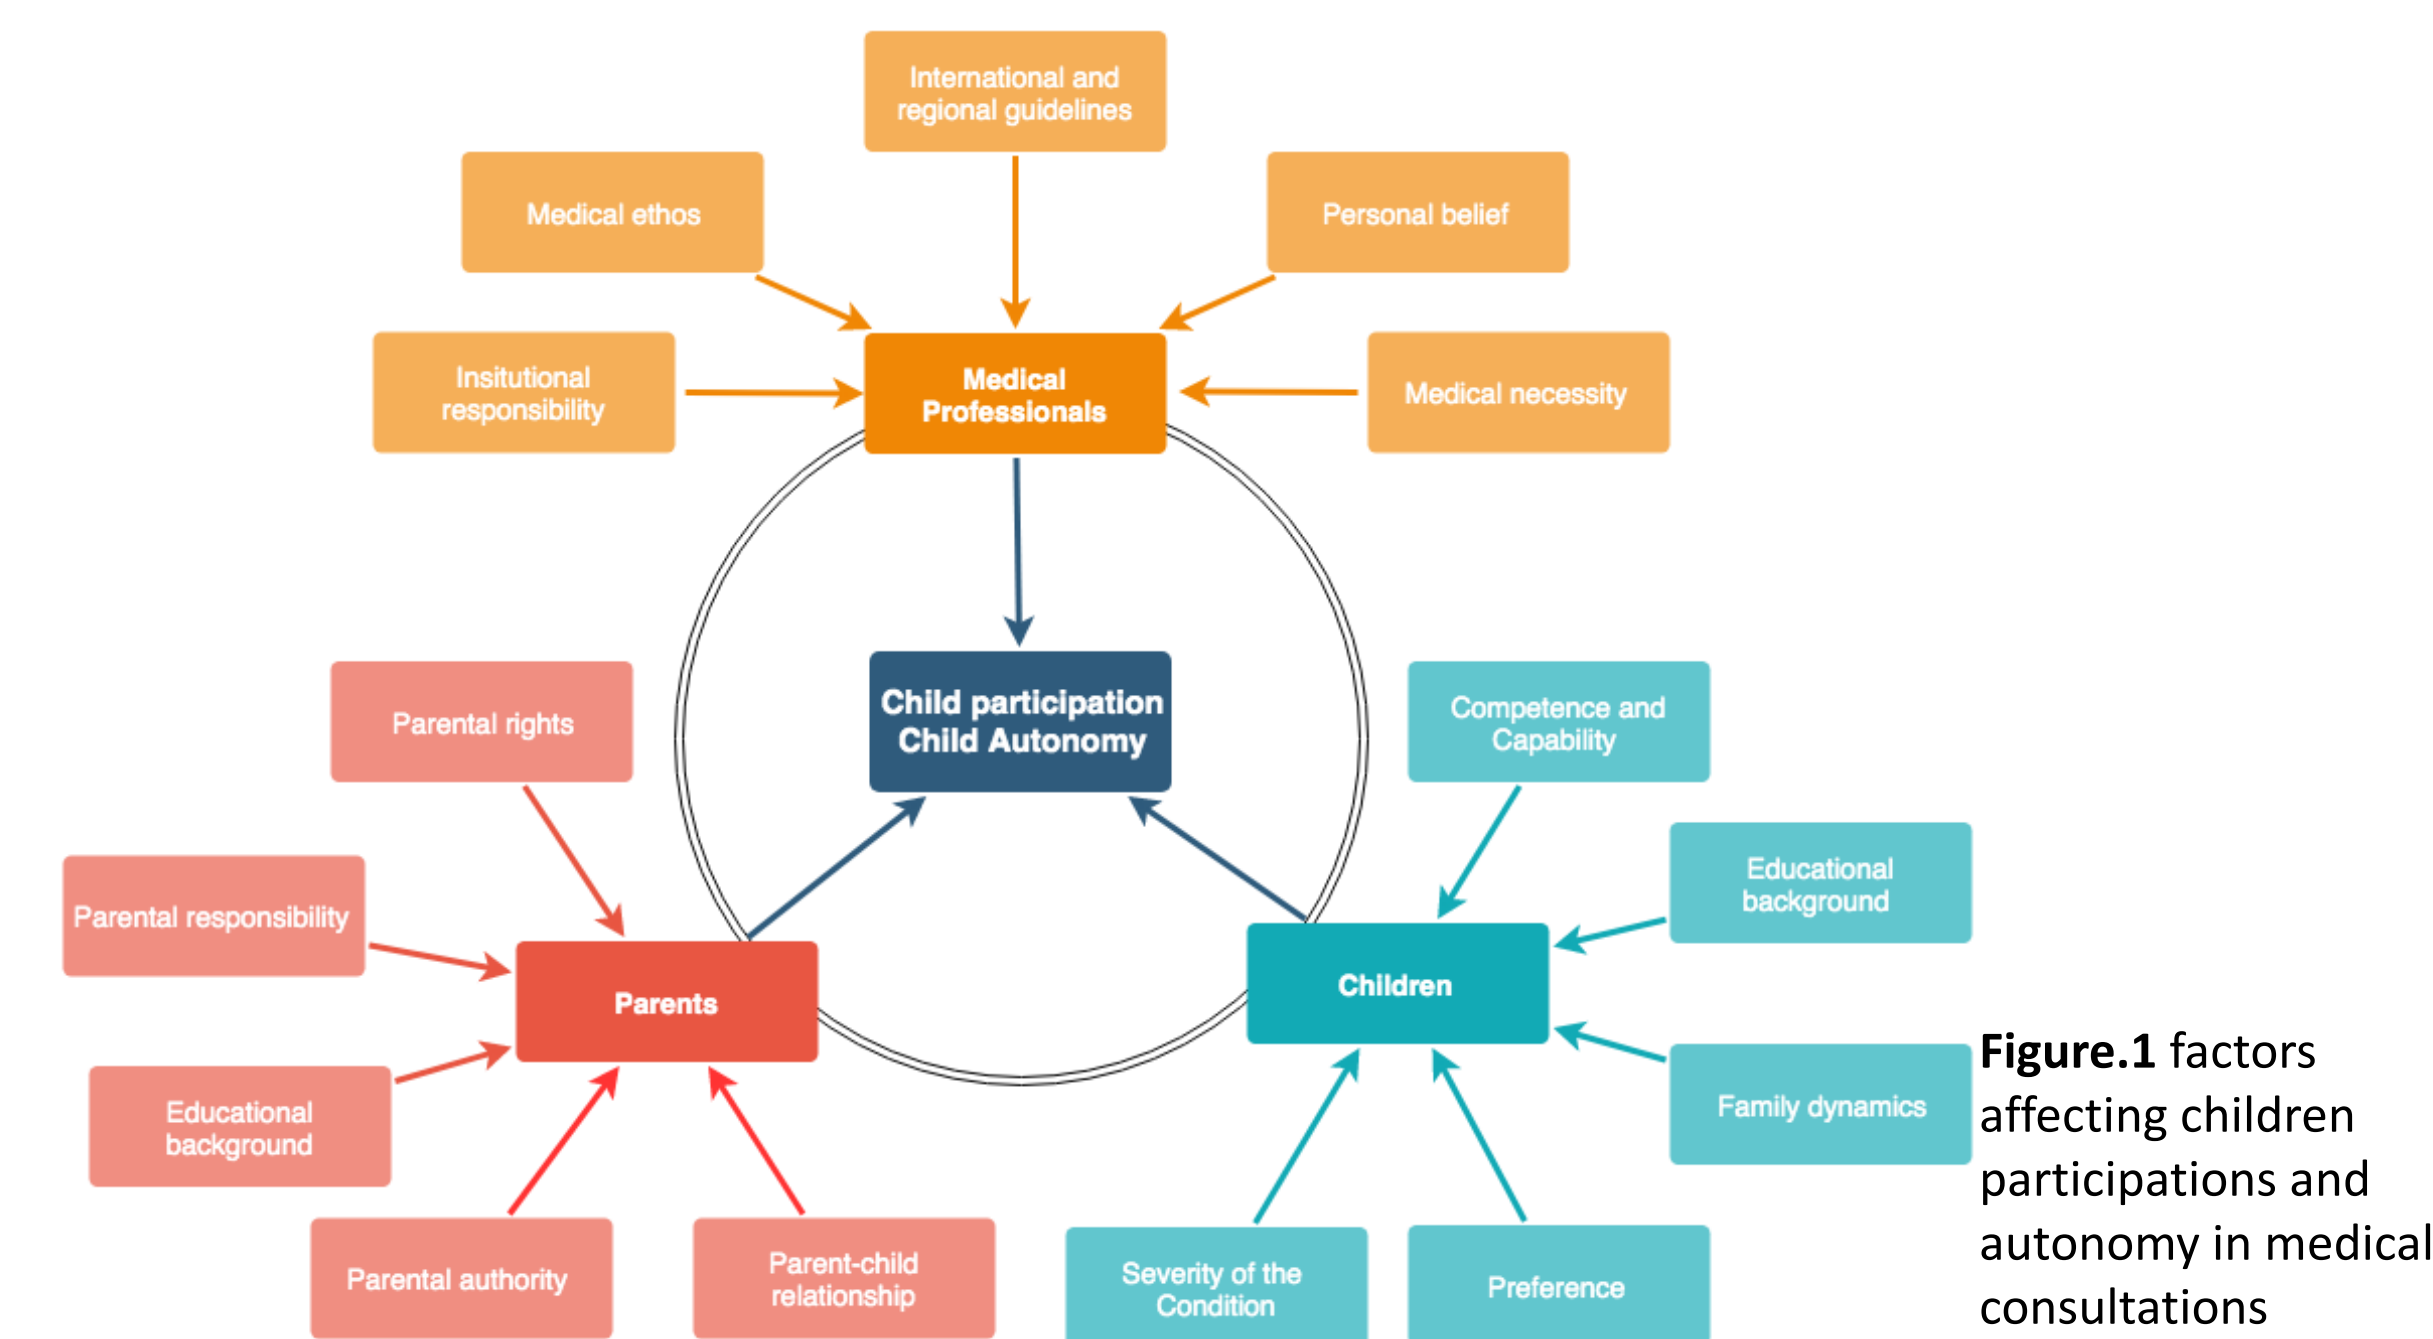 International and
regional guidelines
Medical ethos
Personal belief
Insitutional
responsibility
Medical
Professionals
Medical necessity
Child participation
Child Autonomy
Parental rights
Parental responsibility
Parents
Educational
background
Parental authority
Parent-child
relationship
Competence and
Capability
Educational
background
Children
Family dynamics
Severity of the
Condition
Preference
Figure.1 factors
affecting children
participations and
autonomy in medical
consultations